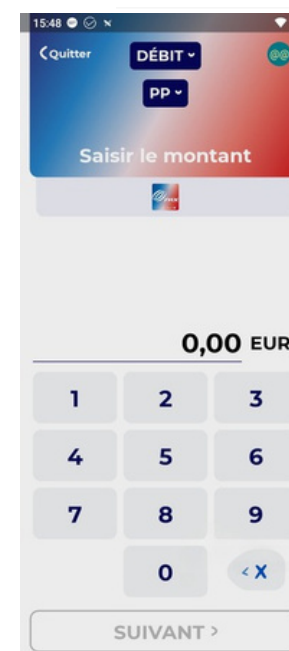 15:48
Quitter
DÉBIT
PP
@@
Saisir le montant
0,00 EUR
1 2 3
4 5 6
7 8 9
0 < X
SUIVANT >